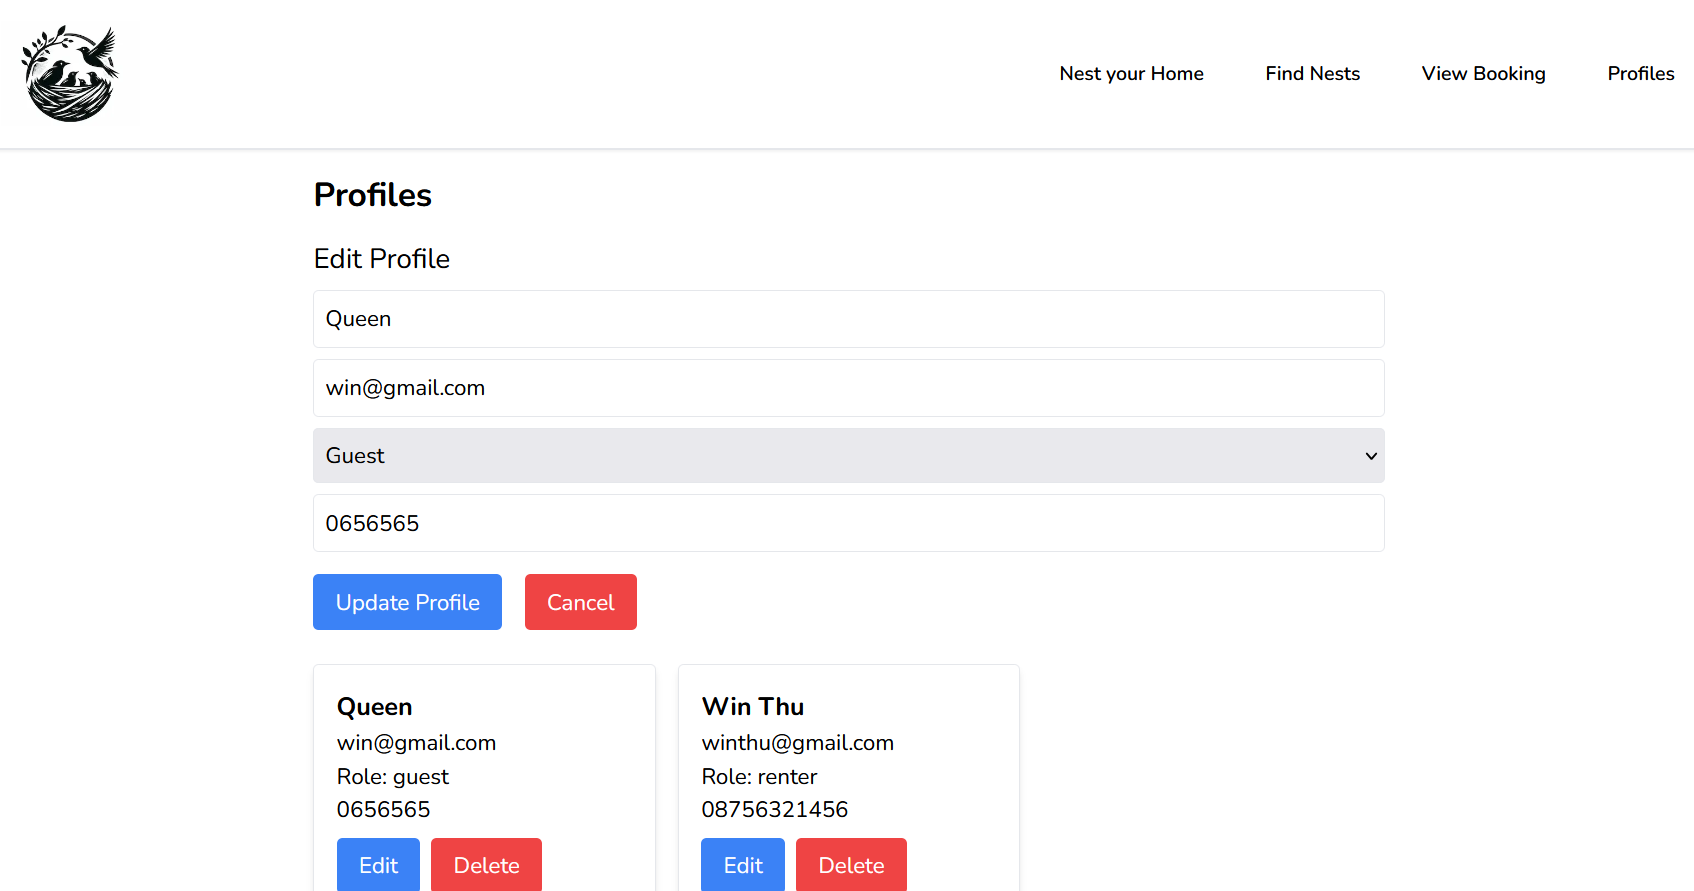 Nest your Home Find Nests View Booking Profiles
Profiles
Edit Profile
Queen
win@gmail.com
Guest
0656565
Update Profile Cancel
Queen
win@gmail.com
Role: guest
0656565
Edit Delete
Win Thu
winthu@gmail.com
Role: renter
08756321456
Edit Delete